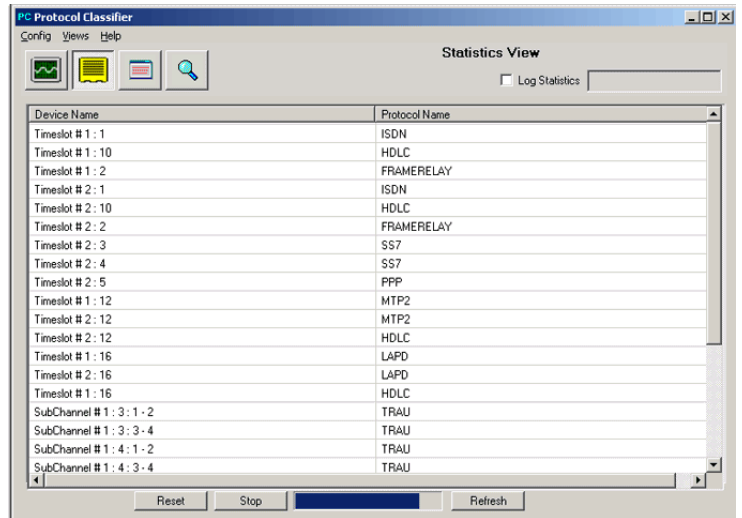 PC Protocol Classifier
Config Views Help
Statistics View
Log Statistics
Device Name Protocol Name
Timeslot # 1 : 1 ISDN
Timeslot # 1 : 10 HDLC
Timeslot # 1 : 2 FRAMERELAY
Timeslot # 2 : 1 ISDN
Timeslot # 2 : 10 HDLC
Timeslot # 2 : 2 FRAMERELAY
Timeslot # 2 : 3 SS7
Timeslot # 2 : 4 SS7
Timeslot # 2 : 5 PPP
Timeslot # 1 : 12 MTP2
Timeslot # 2 : 12 MTP2
Timeslot # 2 : 12 HDLC
Timeslot # 1 : 16 LAPD
Timeslot # 2 : 16 LAPD
Timeslot # 1 : 16 HDLC
SubChannel # 1 : 3 : 1 - 2 TRAU
SubChannel # 1 : 3 : 3 - 4 TRAU
SubChannel # 1 : 4 : 1 - 2 TRAU
SubChannel # 1 : 4 : 3 - 4 TRAU
Reset Stop Refresh